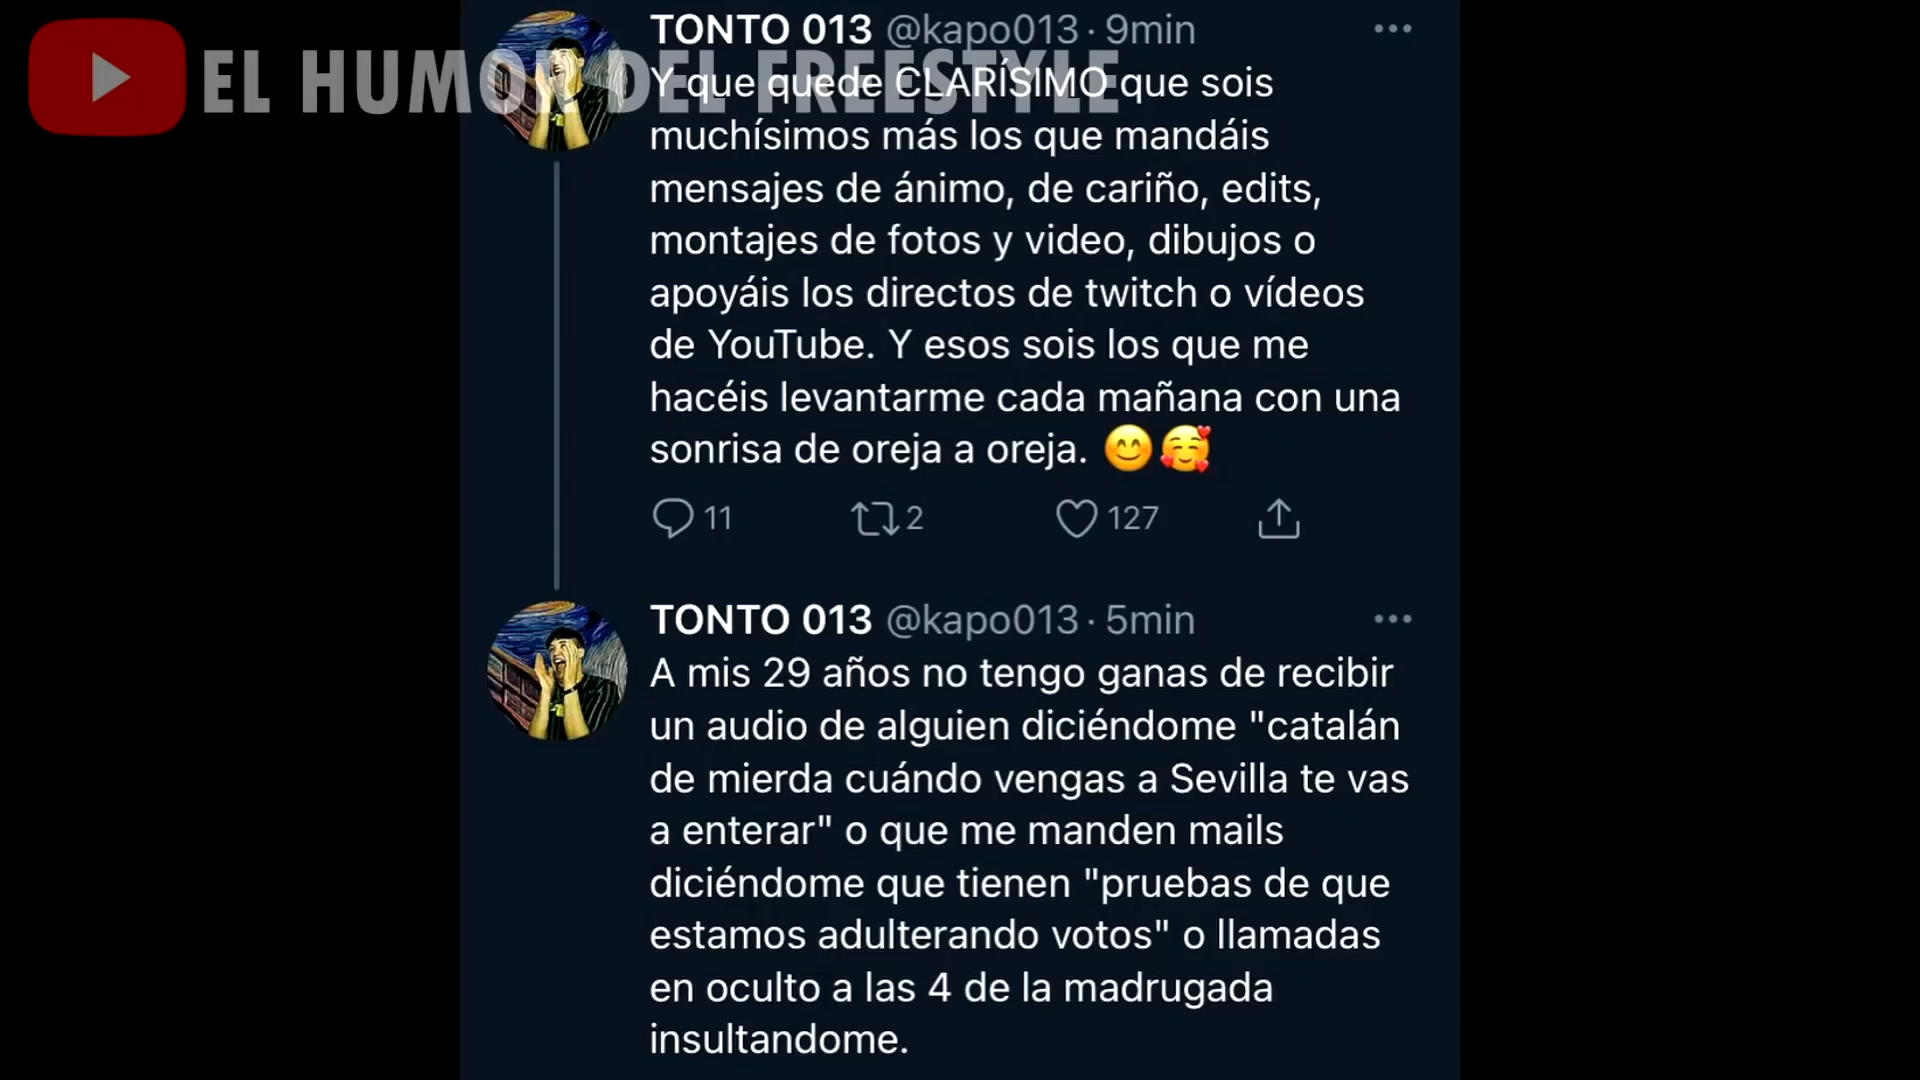 EL HUMOR DEL FREESTYLE
TONTO 013 @kapo013 · 9min
Y que quede CLARÍSIMO que sois
muchísimos más los que mandáis
mensajes de ánimo, de cariño, edits,
montajes de fotos y video, dibujos o
apoyáis los directos de twitch o vídeos
de YouTube. Y esos sois los que me
hacéis levantarme cada mañana con una
sonrisa de oreja a oreja. 😊🥰
11 2 127
TONTO 013 @kapo013 · 5min
A mis 29 años no tengo ganas de recibir
un audio de alguien diciéndome "catalán
de mierda cuándo vengas a Sevilla te vas
a enterar" o que me manden mails
diciéndome que tienen "pruebas de que
estamos adulterando votos" o llamadas
en oculto a las 4 de la madrugada
insultandome.